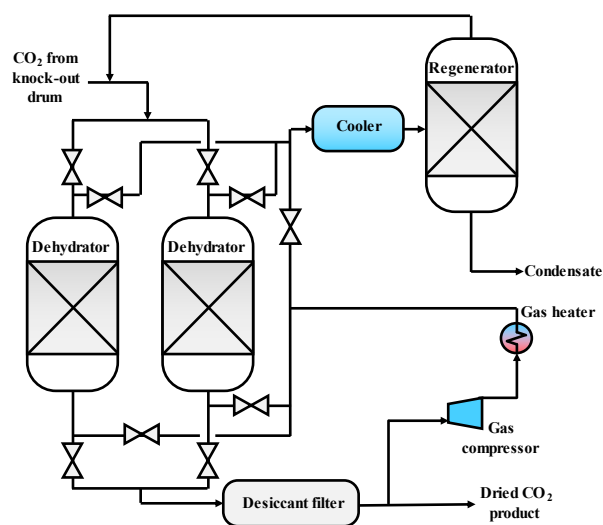 CO₂ from
knock-out
drum
Regenerator
Cooler
Dehydrator
Dehydrator
Condensate
Gas heater
Gas
compressor
Desiccant filter
Dried CO₂
product